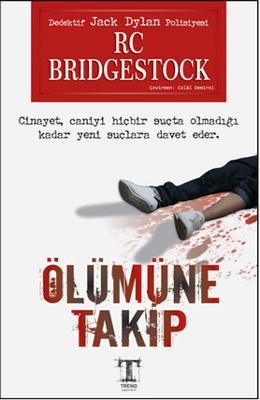 Dedektif Jack Dylan Polisiyesi
RC
BRIDGESTOCK
Çevirmen: Celâl Demirel
Cinayet, caniyi hiçbir suçta olmadığı
kadar yeni suçlara davet eder.
ÖLÜMÜNE
TAKİP
T
TREND